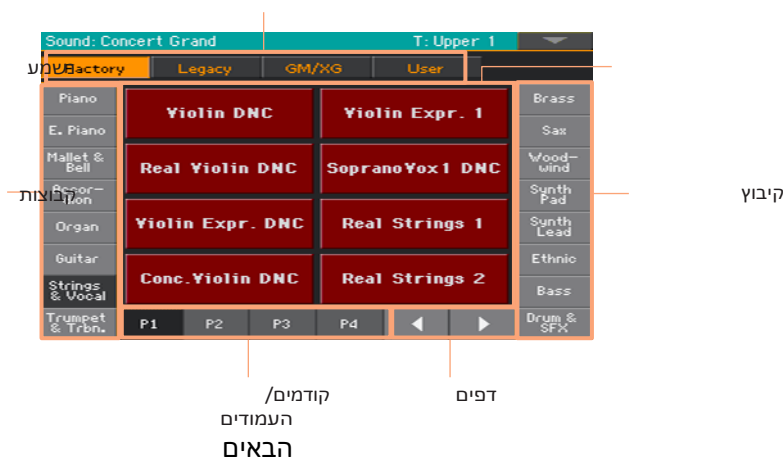 Sound: Concert Grand T: Upper 1
Factory Legacy GM/XG User
Piano
E. Piano
Mallet &
Bell
Organ
Guitar
Strings
& Vocal
Trumpet
& Trbn.
Violin DNC Violin Expr. 1
Real Violin DNC SopranoVox1 DNC
Violin Expr. DNC Real Strings 1
Conc.Violin DNC Real Strings 2
P1 P2 P3 P4
Brass
Sax
Wood-
wind
Synth
Pad
Synth
Lead
Ethnic
Bass
Drum &
SFX
קבוצות
קיבוץ
קודמים/
העמודים
הבאים
דפים